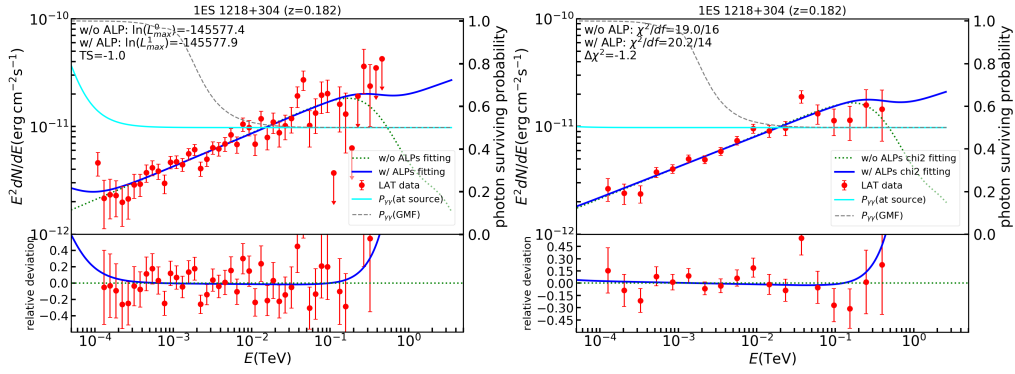 1ES 1218+304 (z=0.182)
w/o ALP: ln(L⁰max)=-145577.4
w/ ALP: ln(L¹max)=-145577.9
TS=-1.0
E²dN/dE(erg cm⁻²s⁻¹)
10⁻¹⁰
10⁻¹¹
10⁻¹²
photon surviving probability
1.0
0.8
0.6
0.4
0.2
0.0
w/o ALPs fitting
w/ ALPs fitting
LAT data
Pγγ(at source)
Pγγ(GMF)
relative deviation
0.4
0.2
0.0
−0.2
−0.4
10⁻⁴ 10⁻³ 10⁻² 10⁻¹ 10⁰
E(TeV)
1ES 1218+304 (z=0.182)
w/o ALP: χ²/df=19.0/16
w/ ALP: χ²/df=20.2/14
Δχ²=-1.2
E²dN/dE(erg cm⁻²s⁻¹)
10⁻¹⁰
10⁻¹¹
10⁻¹²
photon surviving probability
1.0
0.8
0.6
0.4
0.2
0.0
w/o ALPs chi2 fitting
w/ ALPs chi2 fitting
LAT data
Pγγ(at source)
Pγγ(GMF)
relative deviation
0.45
0.30
0.15
0.00
−0.15
−0.30
−0.45
10⁻⁴ 10⁻³ 10⁻² 10⁻¹ 10⁰
E(TeV)